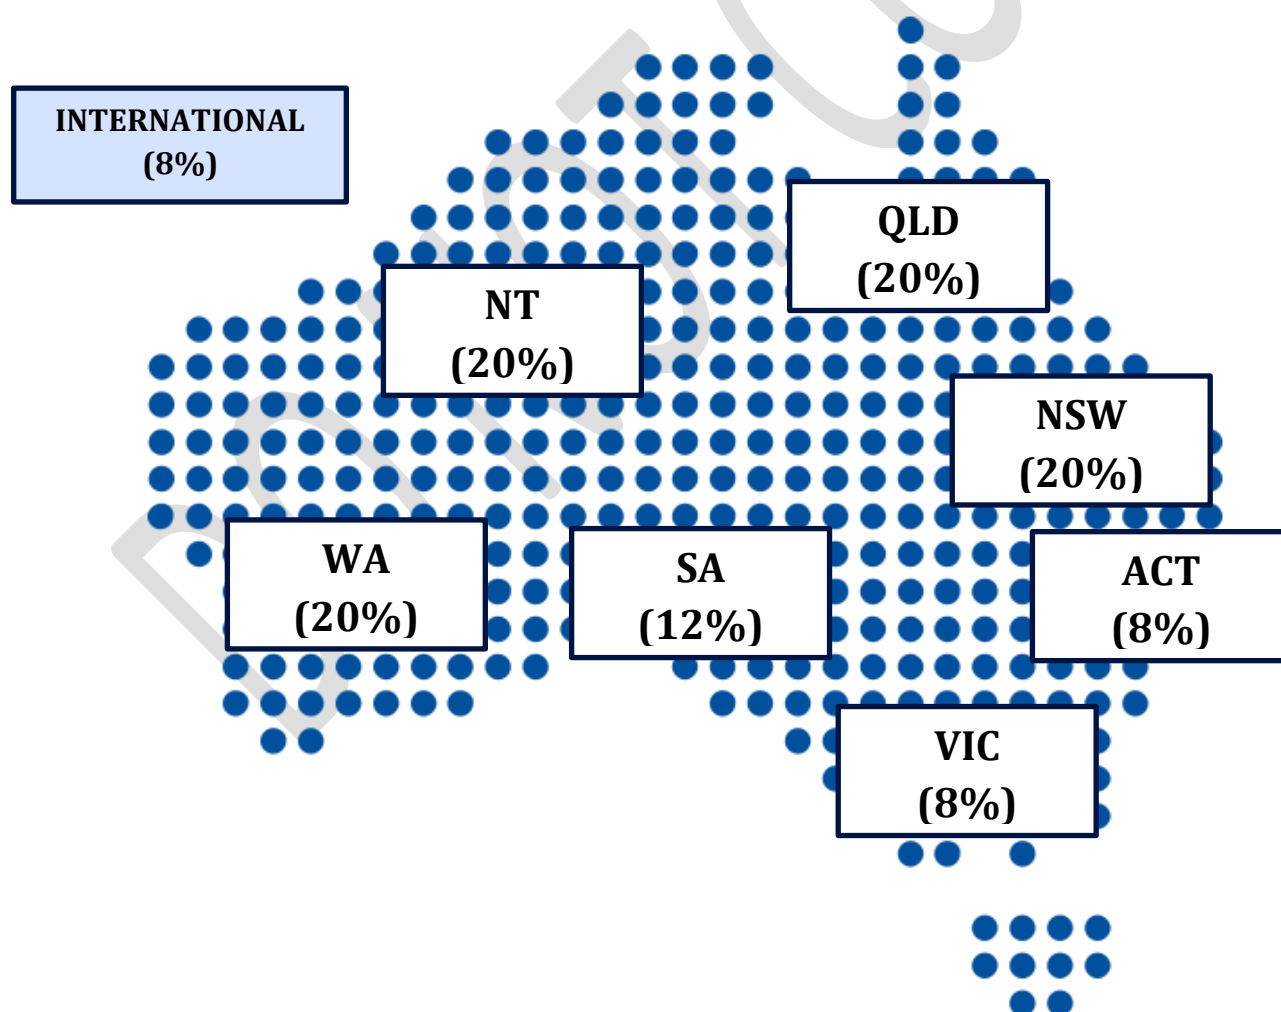 INTERNATIONAL
(8%)
QLD
(20%)
NT
(20%)
NSW
(20%)
WA
(20%)
SA
(12%)
ACT
(8%)
VIC
(8%)